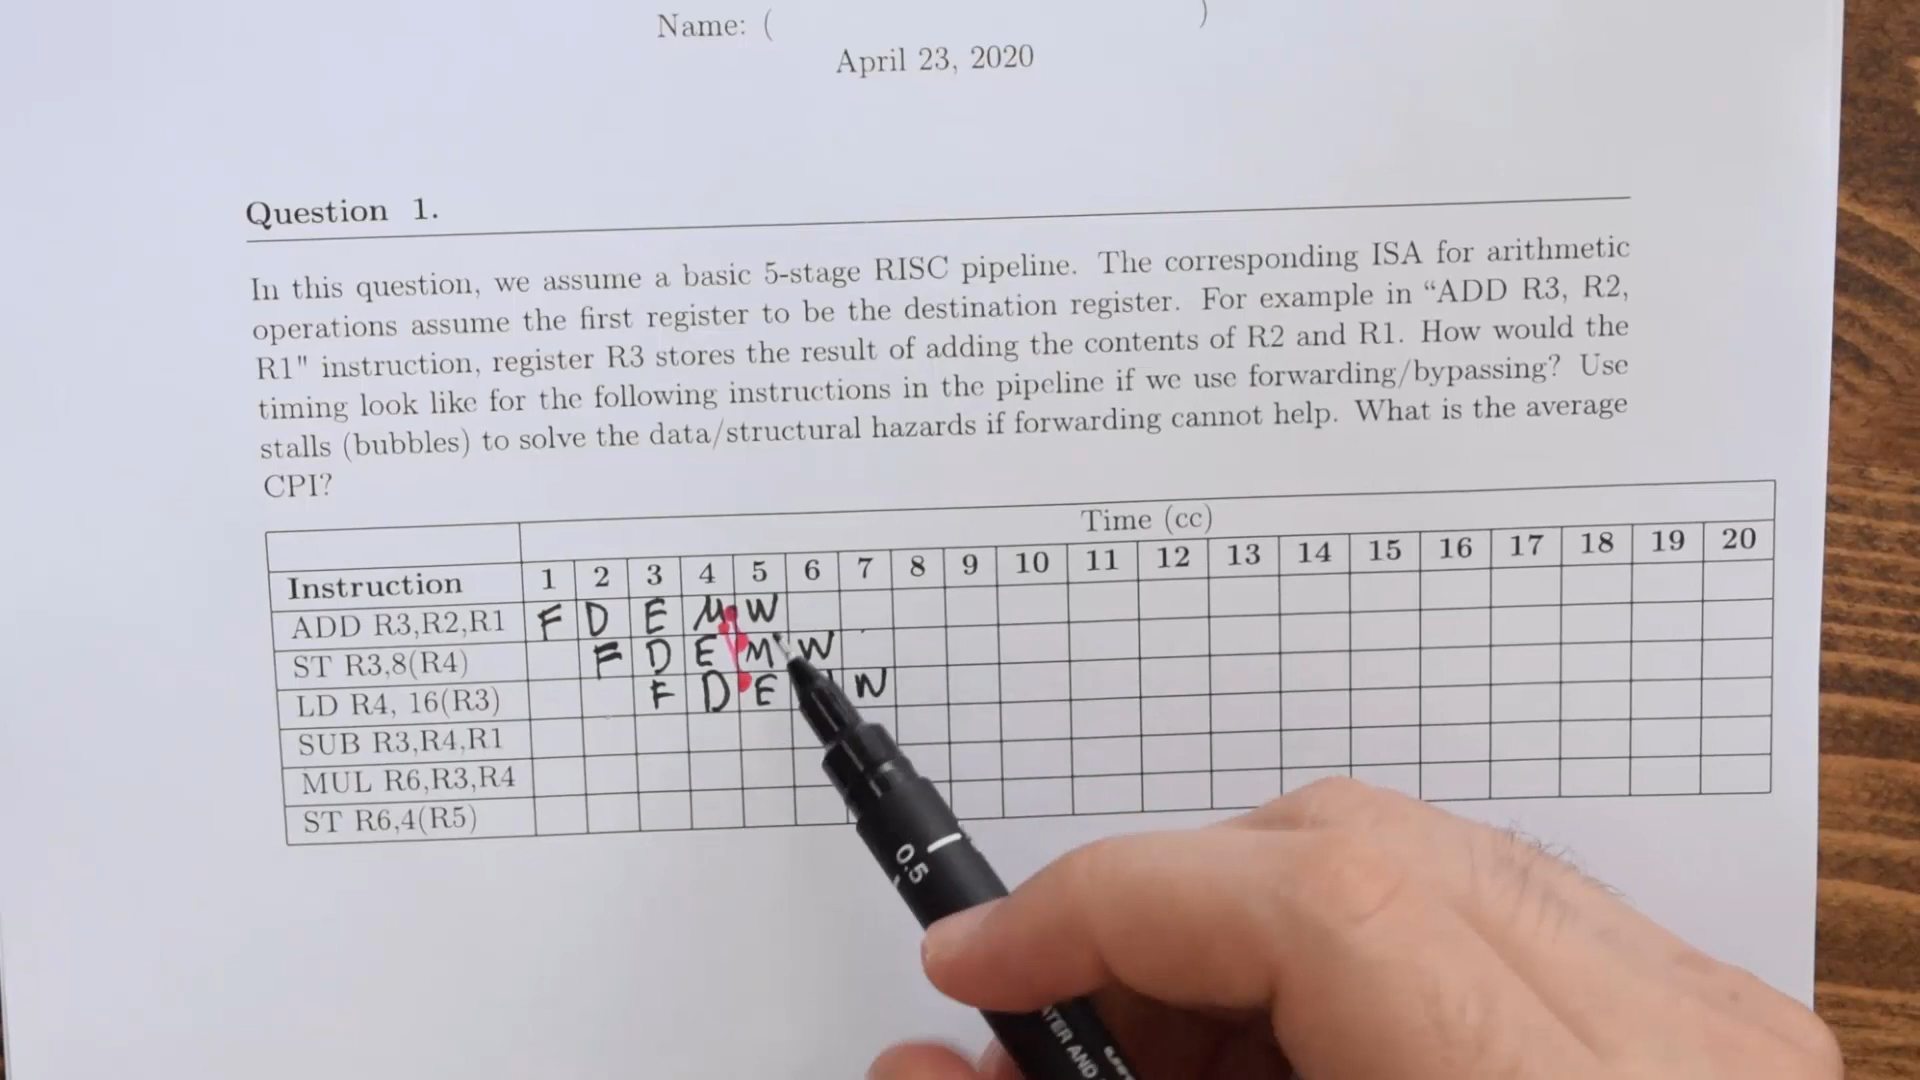 Name: ( )
April 23, 2020
Question 1.
In this question, we assume a basic 5-stage RISC pipeline. The corresponding ISA for arithmetic
operations assume the first register to be the destination register. For example in “ADD R3, R2,
R1" instruction, register R3 stores the result of adding the contents of R2 and R1. How would the
timing look like for the following instructions in the pipeline if we use forwarding/bypassing? Use
stalls (bubbles) to solve the data/structural hazards if forwarding cannot help. What is the average
CPI?
Time (cc)
Instruction 1 2 3 4 5 6 7 8 9 10 11 12 13 14 15 16 17 18 19 20
ADD R3,R2,R1 F D E M W
ST R3,8(R4) F D E M W
LD R4, 16(R3) F D E W
SUB R3,R4,R1
MUL R6,R3,R4
ST R6,4(R5)
0.5